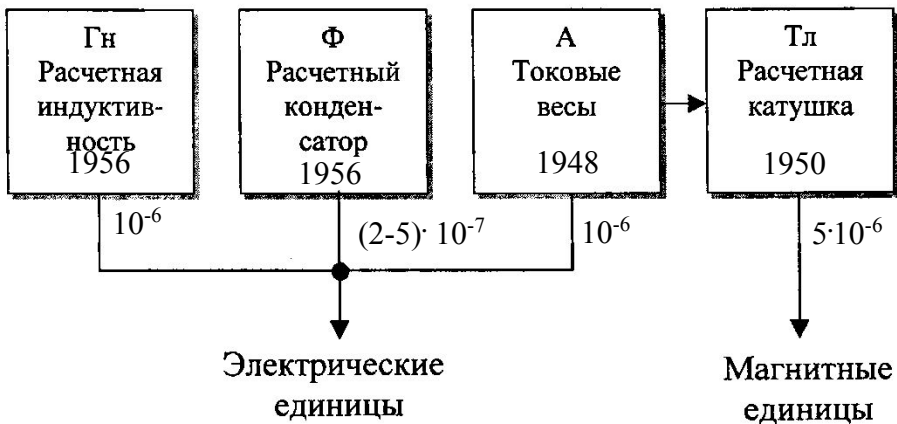 Гн
Расчетная
индуктив-
ность
1956
Ф
Расчетный
конден-
сатор
1956
А
Токовые
весы
1948
Тл
Расчетная
катушка
1950
10⁻⁶
(2-5)· 10⁻⁷
10⁻⁶
5·10⁻⁶
Электрические
единицы
Магнитные
единицы